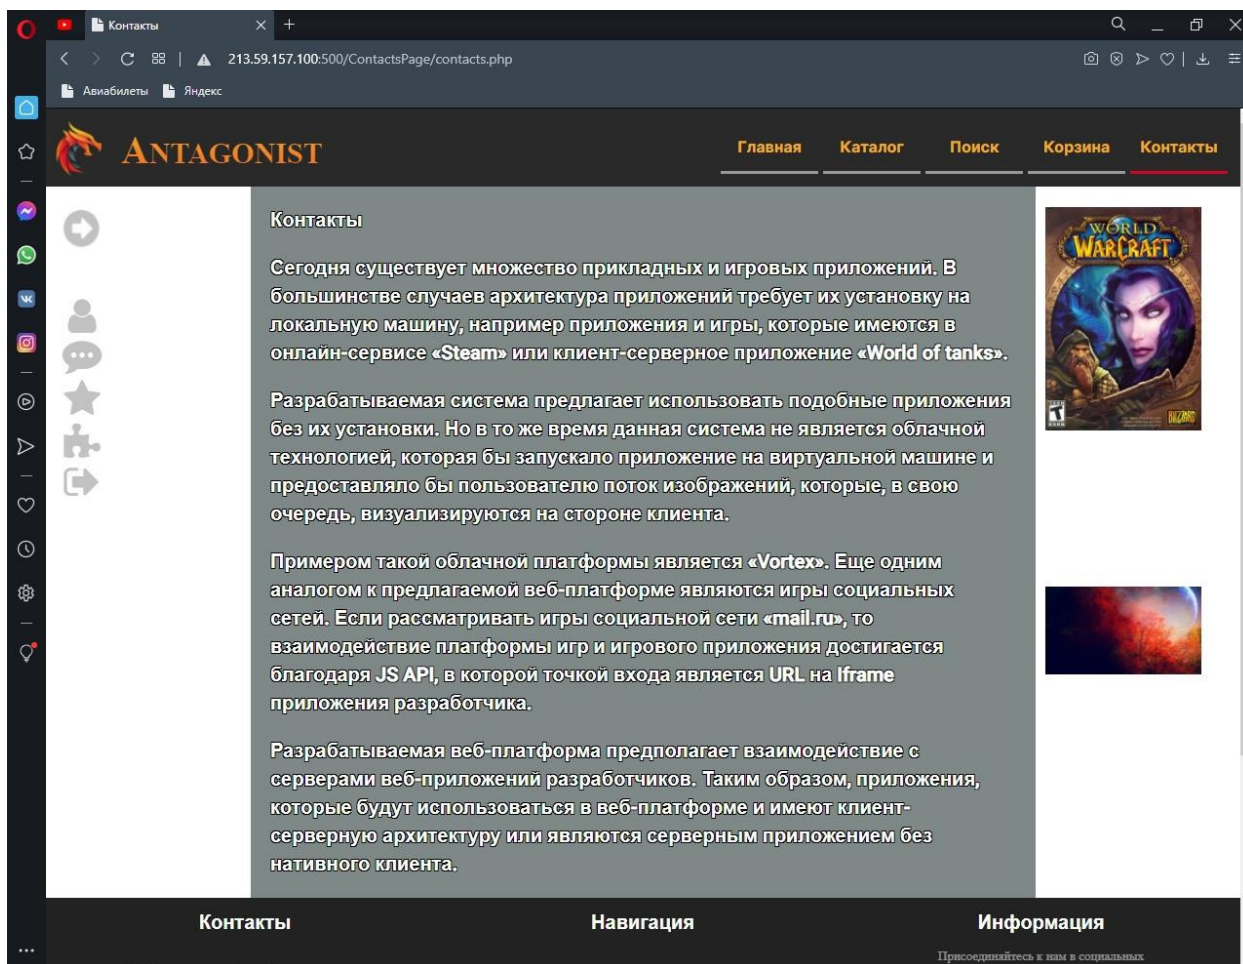 Контакты
213.59.157.100:500/ContactsPage/contacts.php
Авиабилеты Яндекс
ANTAGONIST
Главная Каталог Поиск Корзина Контакты
Контакты
Сегодня существует множество прикладных и игровых приложений. В
большинстве случаев архитектура приложений требует их установку на
локальную машину, например приложения и игры, которые имеются в
онлайн-сервисе «Steam» или клиент-серверное приложение «World of tanks».
Разрабатываемая система предлагает использовать подобные приложения
без их установки. Но в то же время данная система не является облачной
технологией, которая бы запускало приложение на виртуальной машине и
предоставляло бы пользователю поток изображений, которые, в свою
очередь, визуализируются на стороне клиента.
Примером такой облачной платформы является «Vortex». Еще одним
аналогом к предлагаемой веб-платформе являются игры социальных
сетей. Если рассматривать игры социальной сети «mail.ru», то
взаимодействие платформы игр и игрового приложения достигается
благодаря JS API, в которой точкой входа является URL на Iframe
приложения разработчика.
Разрабатываемая веб-платформа предполагает взаимодействие с
серверами веб-приложений разработчиков. Таким образом, приложения,
которые будут использоваться в веб-платформе и имеют клиент-
серверную архитектуру или являются серверным приложением без
нативного клиента.
WORLD
WARCRAFT
T
BLIZZARD
Контакты Навигация Информация
Присоединяйтесь к нам в социальных